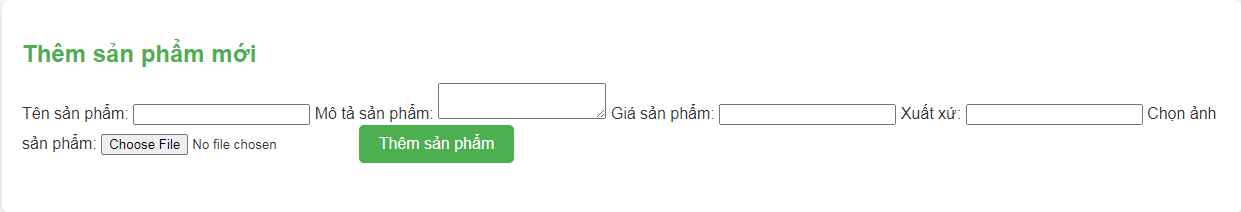 Thêm sản phẩm mới
Tên sản phẩm: Mô tả sản phẩm: Giá sản phẩm: Xuất xứ: Chọn ảnh
sản phẩm: Choose File No file chosen Thêm sản phẩm